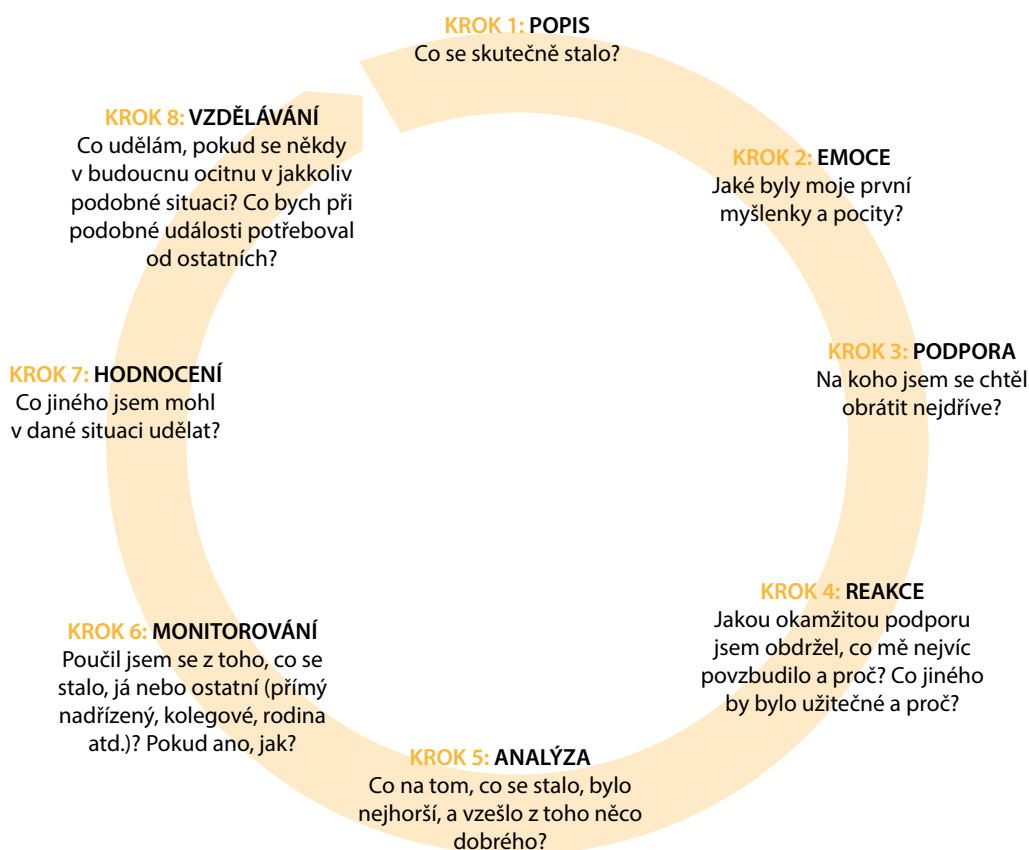 KROK 1: POPIS
Co se skutečně stalo?
KROK 2: EMOCE
Jaké byly moje první
myšlenky a pocity?
KROK 3: PODPORA
Na koho jsem se chtěl
obrátit nejdříve?
KROK 4: REAKCE
Jakou okamžitou podporu
jsem obdržel, co mě nejvíc
povzbudilo a proč? Co jiného
by bylo užitečné a proč?
KROK 5: ANALÝZA
Co na tom, co se stalo, bylo
nejhorší, a vzešlo z toho něco
dobrého?
KROK 6: MONITOROVÁNÍ
Poučil jsem se z toho, co se
stalo, já nebo ostatní (přímý
nadřízený, kolegové, rodina
atd.)? Pokud ano, jak?
KROK 7: HODNOCENÍ
Co jiného jsem mohl
v dané situaci udělat?
KROK 8: VZDĚLÁVÁNÍ
Co udělám, pokud se někdy
v budoucnu ocitnu v jakkoliv
podobné situaci? Co bych při
podobné události potřeboval
od ostatních?